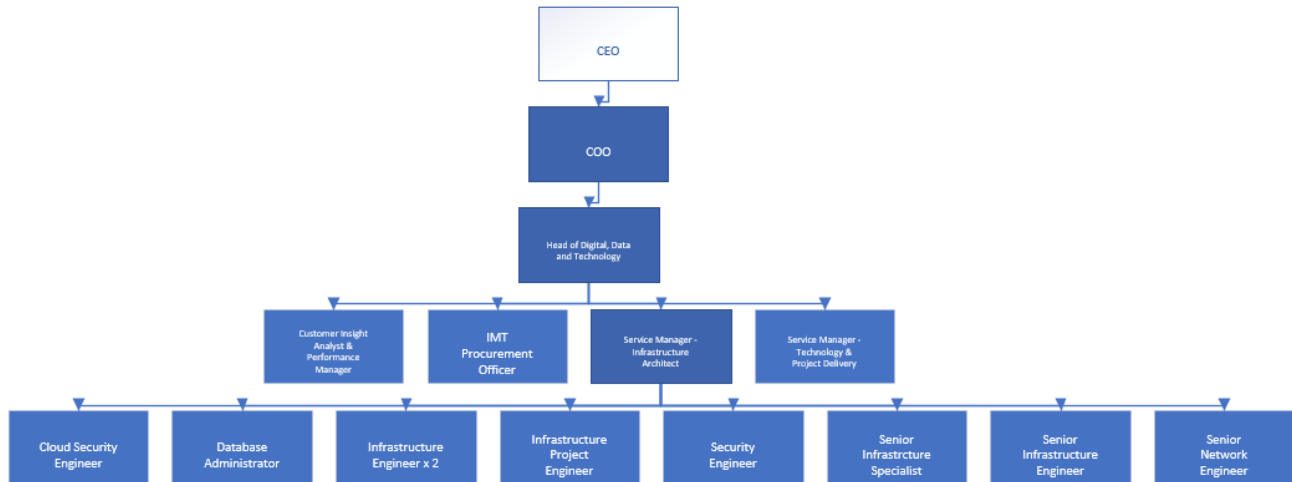 CEO
COO
Head of Digital, Data
and Technology
Customer Insight
Analyst &
Performance
Manager
IMT
Procurement
Officer
Service Manager -
Infrastructure
Architect
Service Manager -
Technology &
Project Delivery
Cloud Security
Engineer
Database
Administrator
Infrastructure
Engineer x 2
Infrastructure
Project
Engineer
Security
Engineer
Senior
Infrastrcture
Specialist
Senior
Infrastructure
Engineer
Senior
Network
Engineer